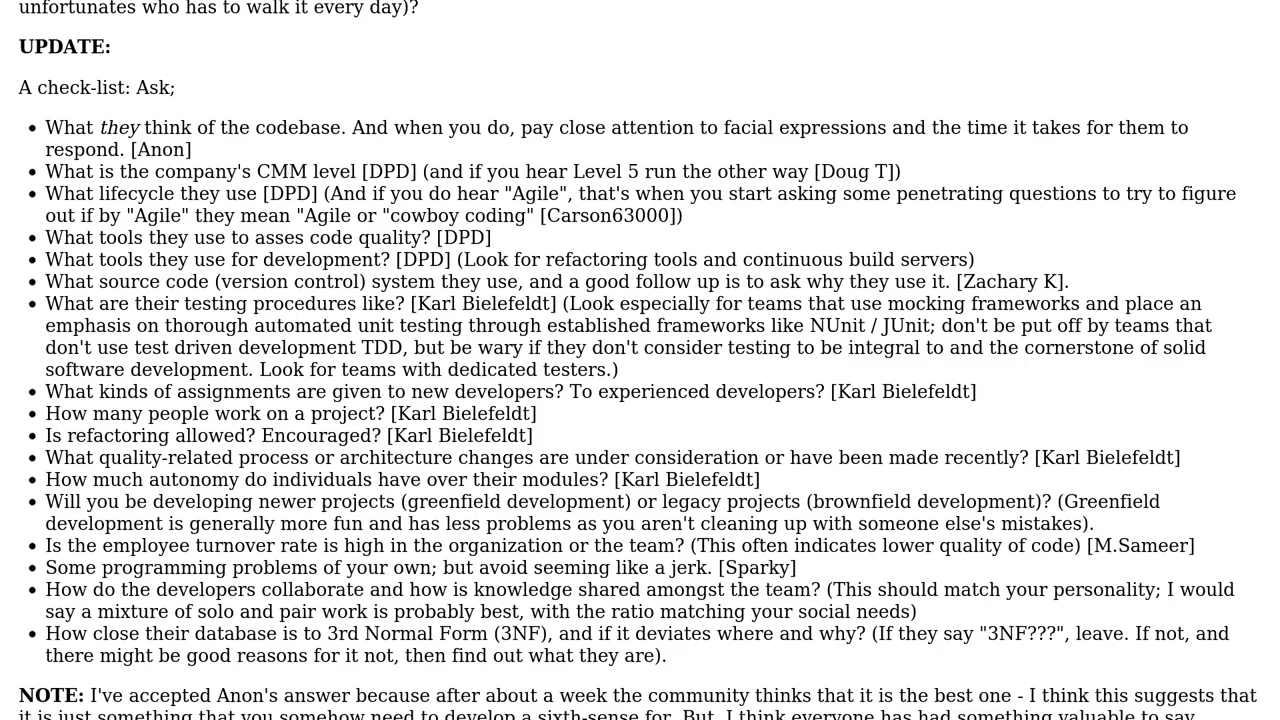 unfortunates who has to walk it every day)?
UPDATE:
A check-list: Ask;
• What they think of the codebase. And when you do, pay close attention to facial expressions and the time it takes for them to
respond. [Anon]
• What is the company's CMM level [DPD] (and if you hear Level 5 run the other way [Doug T])
• What lifecycle they use [DPD] (And if you do hear "Agile", that's when you start asking some penetrating questions to try to figure
out if by "Agile" they mean "Agile or "cowboy coding" [Carson63000])
• What tools they use to asses code quality? [DPD]
• What tools they use for development? [DPD] (Look for refactoring tools and continuous build servers)
• What source code (version control) system they use, and a good follow up is to ask why they use it. [Zachary K].
• What are their testing procedures like? [Karl Bielefeldt] (Look especially for teams that use mocking frameworks and place an
emphasis on thorough automated unit testing through established frameworks like NUnit / JUnit; don't be put off by teams that
don't use test driven development TDD, but be wary if they don't consider testing to be integral to and the cornerstone of solid
software development. Look for teams with dedicated testers.)
• What kinds of assignments are given to new developers? To experienced developers? [Karl Bielefeldt]
• How many people work on a project? [Karl Bielefeldt]
• Is refactoring allowed? Encouraged? [Karl Bielefeldt]
• What quality-related process or architecture changes are under consideration or have been made recently? [Karl Bielefeldt]
• How much autonomy do individuals have over their modules? [Karl Bielefeldt]
• Will you be developing newer projects (greenfield development) or legacy projects (brownfield development)? (Greenfield
development is generally more fun and has less problems as you aren't cleaning up with someone else's mistakes).
• Is the employee turnover rate is high in the organization or the team? (This often indicates lower quality of code) [M.Sameer]
• Some programming problems of your own; but avoid seeming like a jerk. [Sparky]
• How do the developers collaborate and how is knowledge shared amongst the team? (This should match your personality; I would
say a mixture of solo and pair work is probably best, with the ratio matching your social needs)
• How close their database is to 3rd Normal Form (3NF), and if it deviates where and why? (If they say "3NF???", leave. If not, and
there might be good reasons for it not, then find out what they are).
NOTE: I've accepted Anon's answer because after about a week the community thinks that it is the best one - I think this suggests that
it is just something that you somehow need to develop a sixth-sense for. But, I think everyone has had something valuable to say